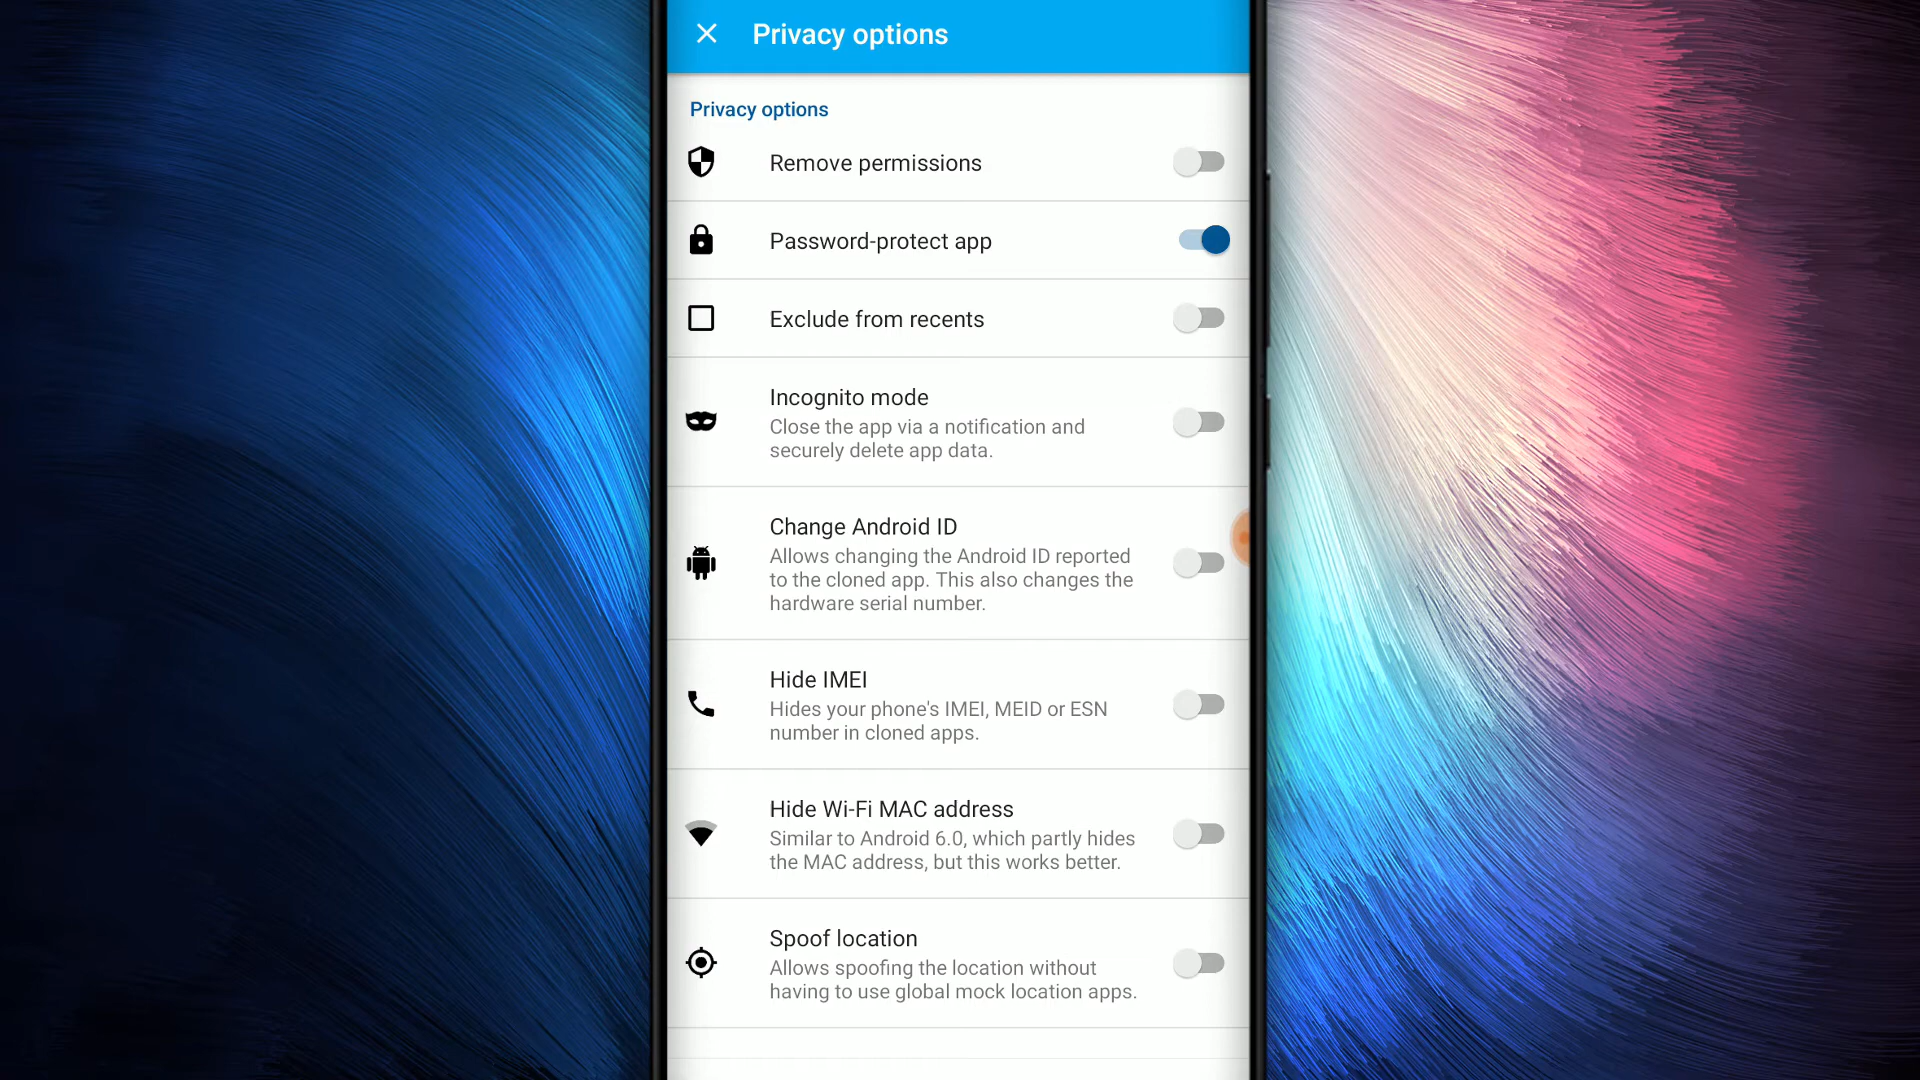 Privacy options
Privacy options
Remove permissions
Password-protect app
Exclude from recents
Incognito mode
Close the app via a notification and
securely delete app data.
Change Android ID
Allows changing the Android ID reported
to the cloned app. This also changes the
hardware serial number.
Hide IMEI
Hides your phone's IMEI, MEID or ESN
number in cloned apps.
Hide Wi-Fi MAC address
Similar to Android 6.0, which partly hides
the MAC address, but this works better.
Spoof location
Allows spoofing the location without
having to use global mock location apps.